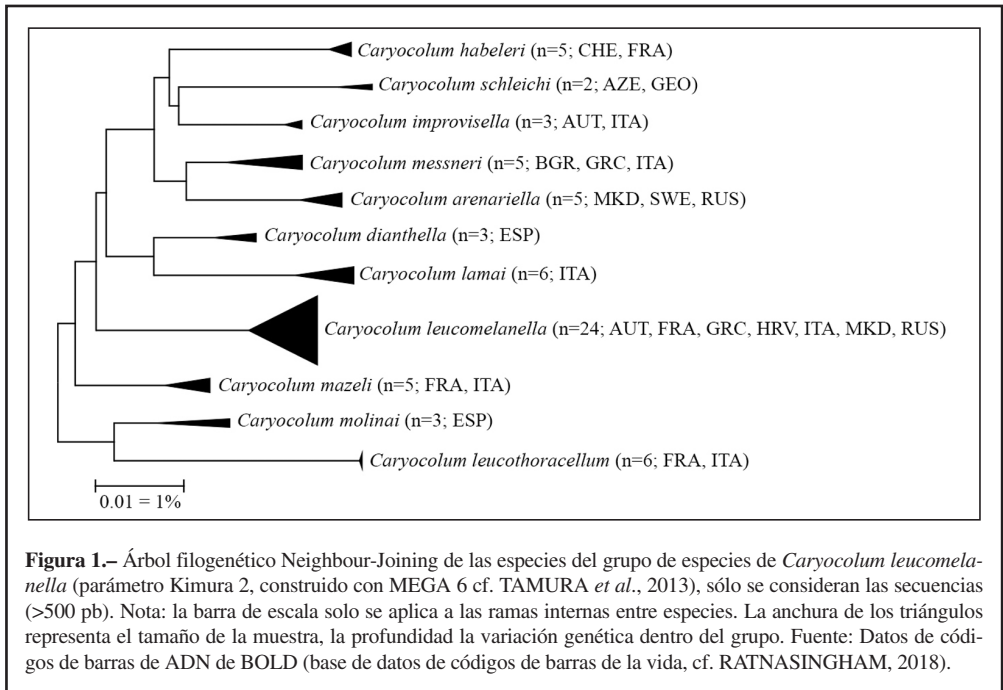 Caryocolum habeleri (n=5; CHE, FRA)
Caryocolum schleichi (n=2; AZE, GEO)
Caryocolum improvisella (n=3; AUT, ITA)
Caryocolum messneri (n=5; BGR, GRC, ITA)
Caryocolum arenariella (n=5; MKD, SWE, RUS)
Caryocolum dianthella (n=3; ESP)
Caryocolum lamai (n=6; ITA)
Caryocolum leucomelanella (n=24; AUT, FRA, GRC, HRV, ITA, MKD, RUS)
Caryocolum mazeli (n=5; FRA, ITA)
Caryocolum molinai (n=3; ESP)
Caryocolum leucothoracellum (n=6; FRA, ITA)
0.01 = 1%
Figura 1.– Árbol filogenético Neighbour-Joining de las especies del grupo de especies de Caryocolum leucomela-
nella (parámetro Kimura 2, construido con MEGA 6 cf. TAMURA et al., 2013), sólo se consideran las secuencias
(>500 pb). Nota: la barra de escala solo se aplica a las ramas internas entre especies. La anchura de los triángulos
representa el tamaño de la muestra, la profundidad la variación genética dentro del grupo. Fuente: Datos de códi-
gos de barras de ADN de BOLD (base de datos de códigos de barras de la vida, cf. RATNASINGHAM, 2018).